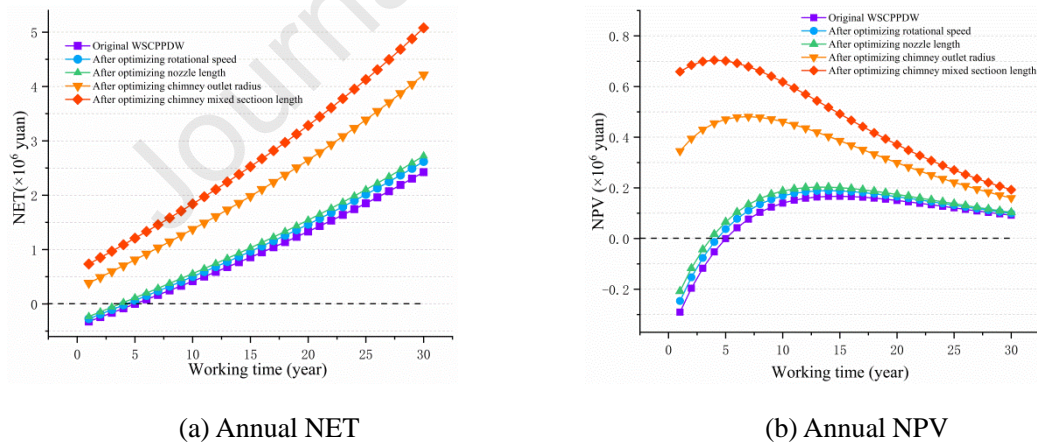 Journ
5
4
3
2
1
0
NET(×10⁶ yuan)
Original WSCPPDW
After optimizing rotational speed
After optimizing nozzle length
After optimizing chimney outlet radius
After optimizing chimney mixed sectioon length
0 5 10 15 20 25 30
Working time (year)
(a) Annual NET
1.0
0.8
0.6
0.4
0.2
0.0
-0.2
NPV (×10⁶ yuan)
Original WSCPPDW
After optimizing rotational speed
After optimizing nozzle length
After optimizing chimney outlet radius
After optimizing chimney mixed sectioon length
0 5 10 15 20 25 30
Working time (year)
(b) Annual NPV